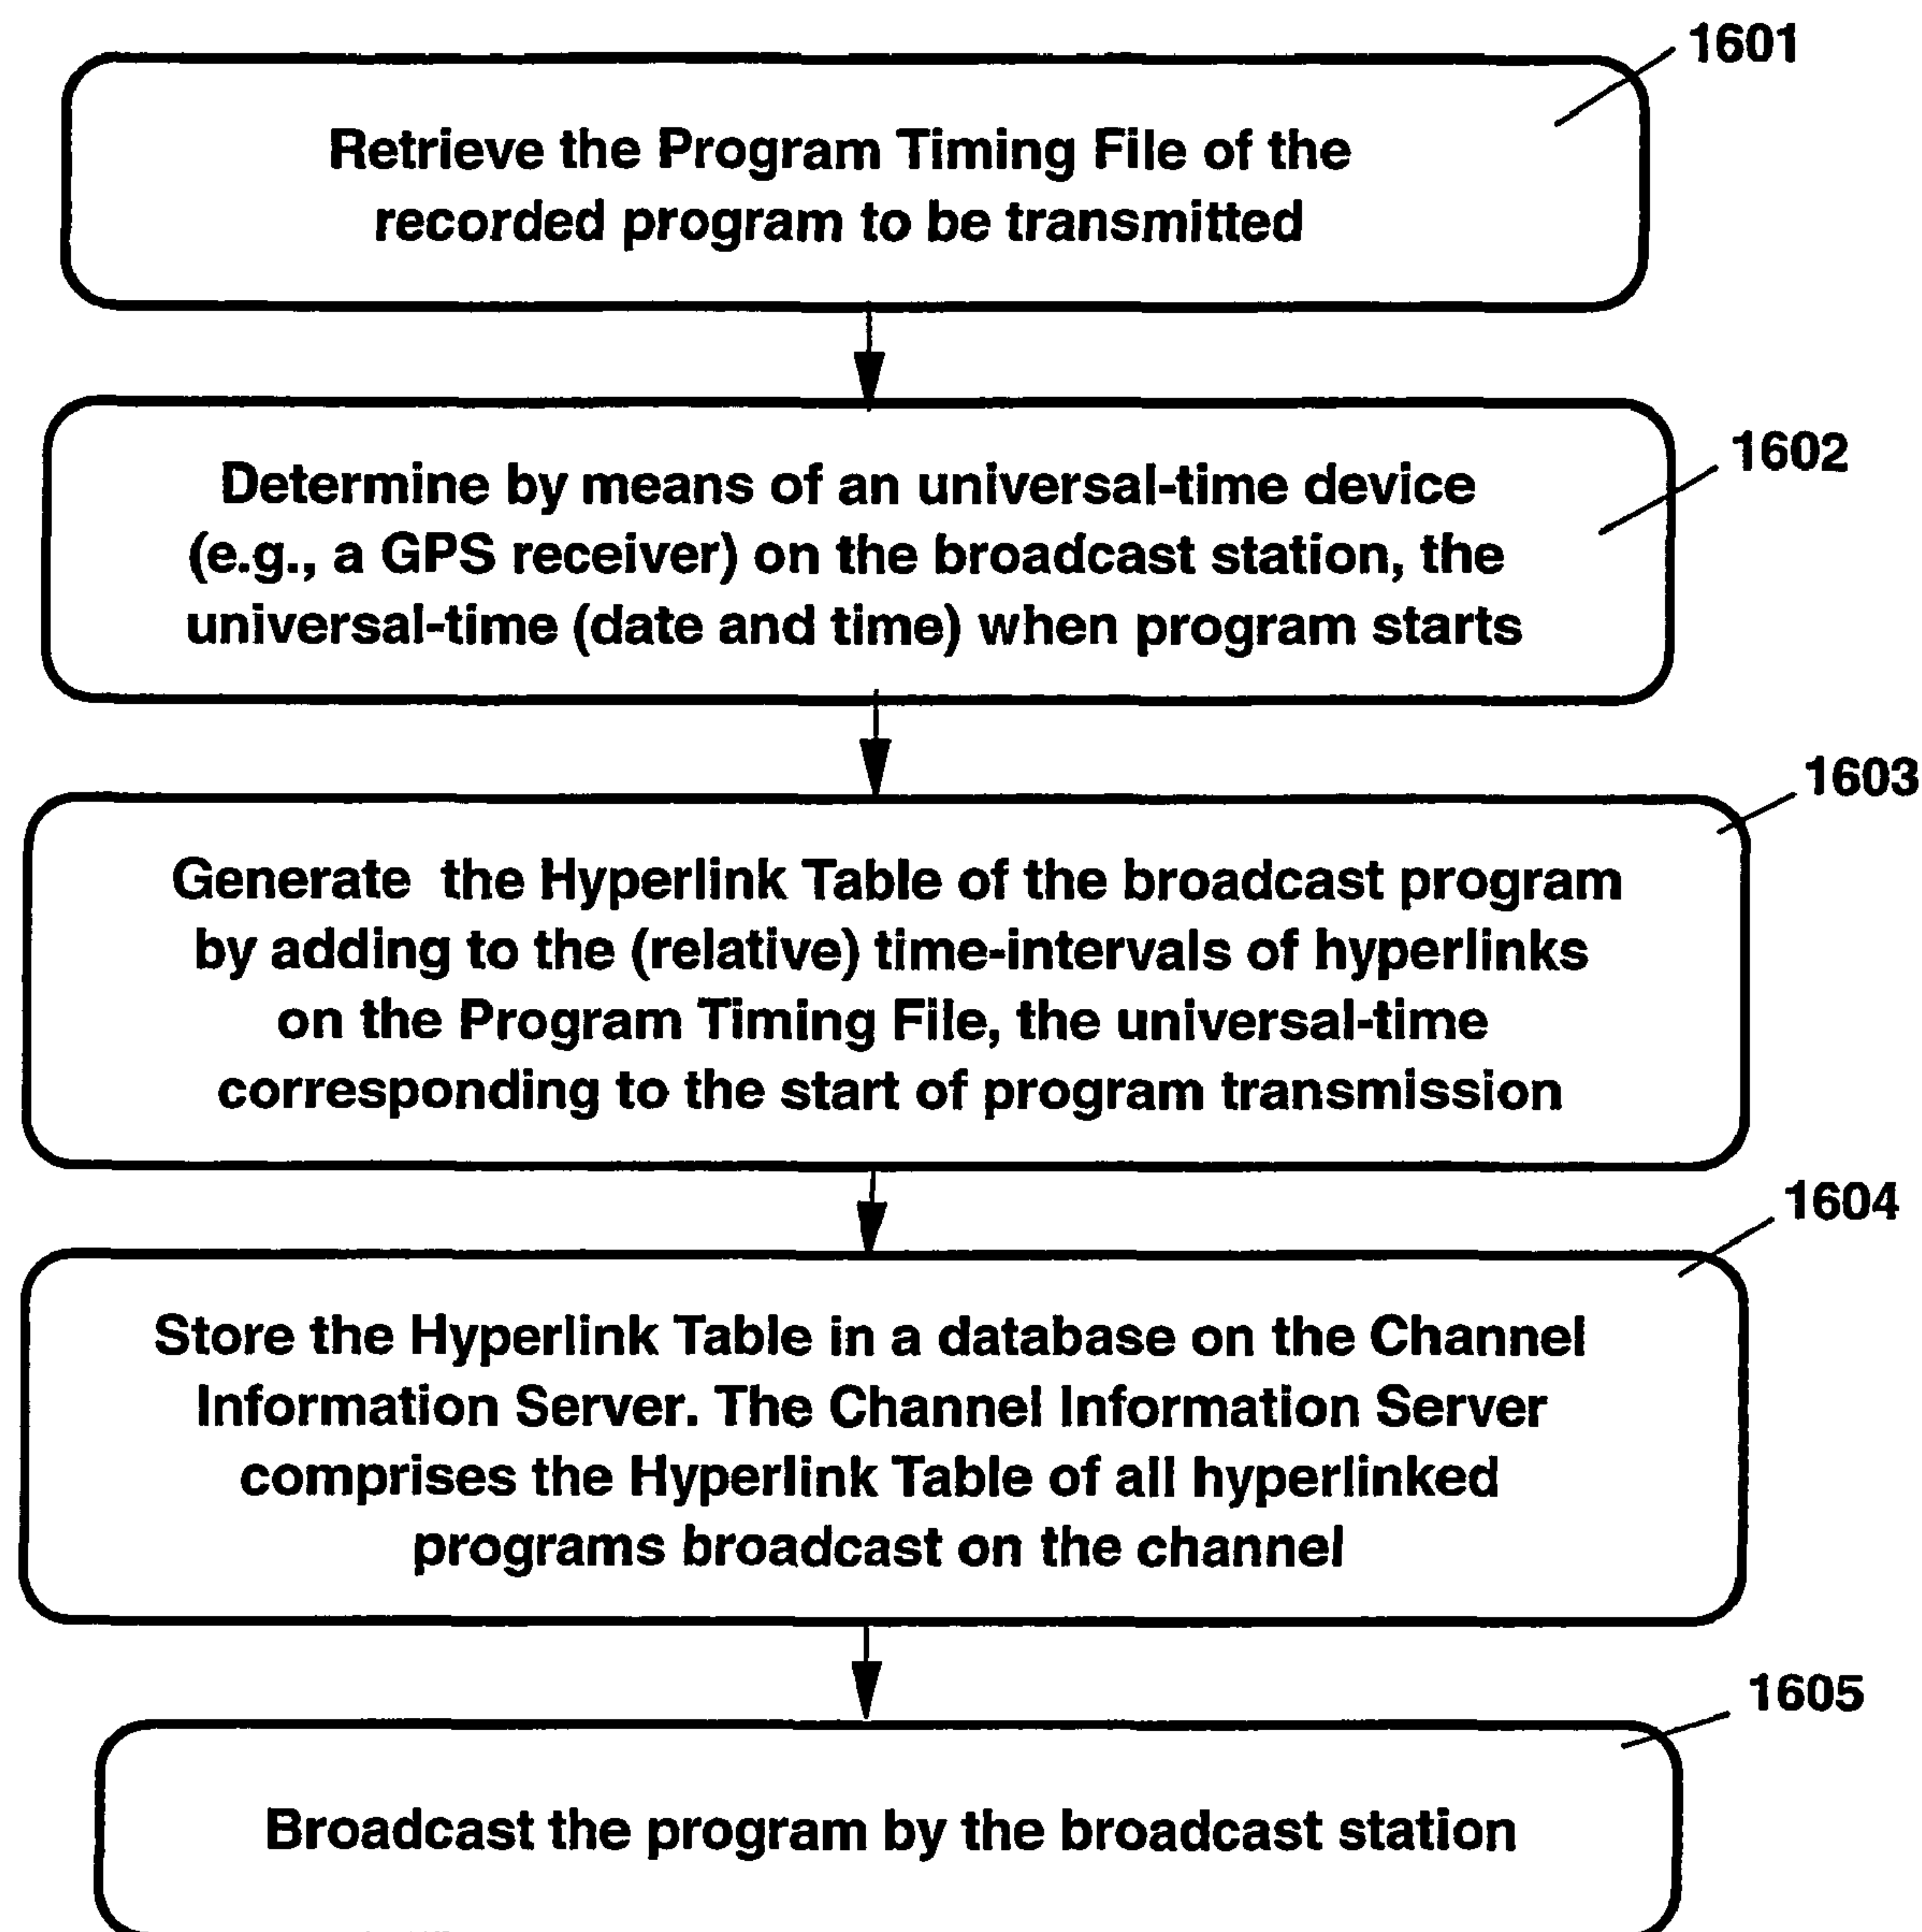 1601
Retrieve the Program Timing File of the
recorded program to be transmitted
1602
Determine by means of an universal-time device
(e.g., a GPS receiver) on the broadcast station, the
universal-time (date and time) when program starts
1603
Generate the Hyperlink Table of the broadcast program
by adding to the (relative) time-intervals of hyperlinks
on the Program Timing File, the universal-time
corresponding to the start of program transmission
1604
Store the Hyperlink Table in a database on the Channel
Information Server. The Channel Information Server
comprises the Hyperlink Table of all hyperlinked
programs broadcast on the channel
1605
Broadcast the program by the broadcast station